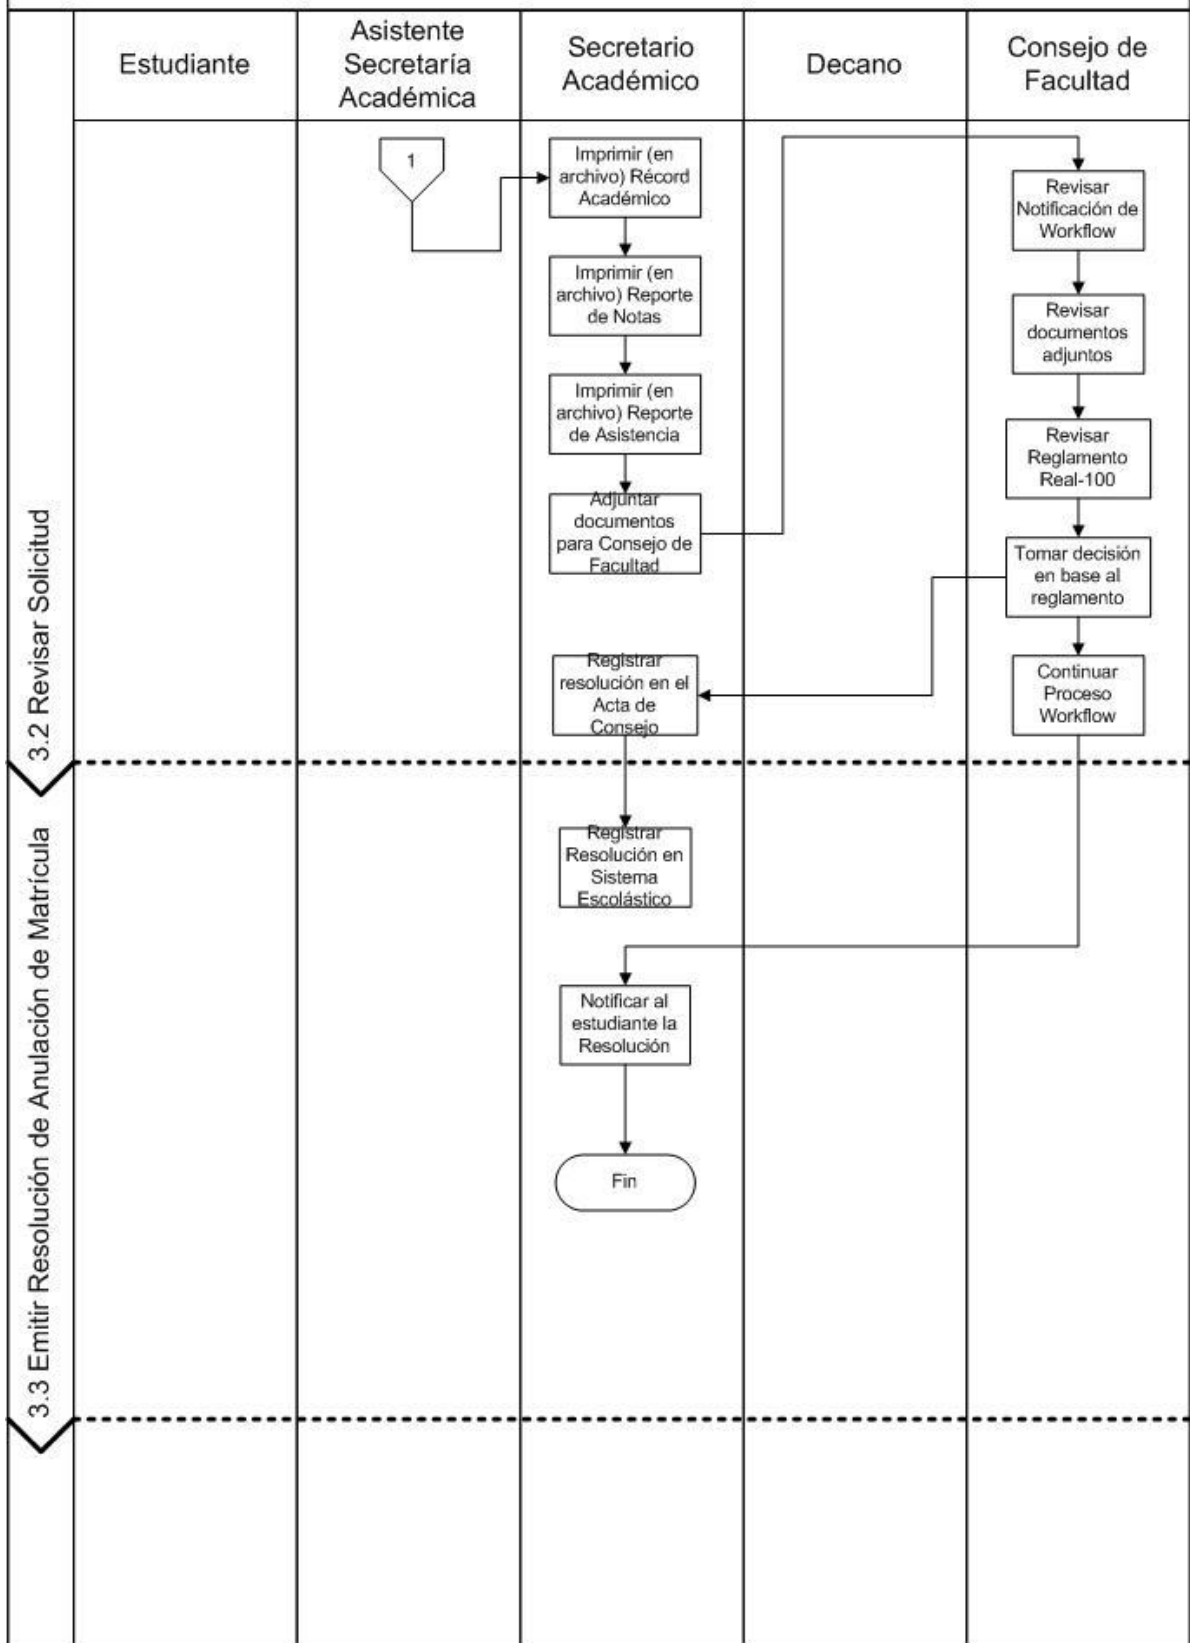 Estudiante
Asistente
Secretaría
Académica
Secretario
Académico
Decano
Consejo de
Facultad
3.2 Revisar Solicitud
1
Imprimir (en
archivo) Récord
Académico
Imprimir (en
archivo) Reporte
de Notas
Imprimir (en
archivo) Reporte
de Asistencia
Adjuntar
documentos
para Consejo de
Facultad
Revisar
Notificación de
Workflow
Revisar
documentos
adjuntos
Revisar
Reglamento
Real-100
Tomar decisión
en base al
reglamento
Registrar
resolución en el
Acta de
Consejo
Continuar
Proceso
Workflow
3.3 Emitir Resolución de Anulación de Matrícula
Registrar
Resolución en
Sistema
Escolástico
Notificar al
estudiante la
Resolución
Fin